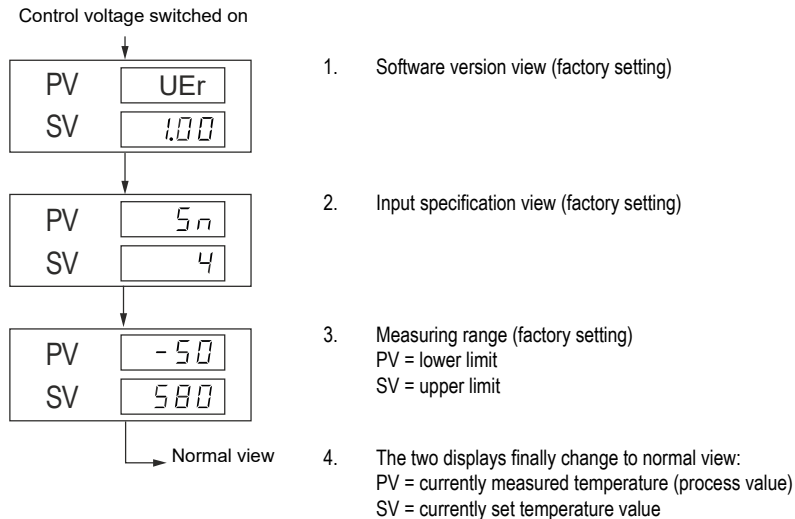 Control voltage switched on
PV UEr
SV 1.00
1. Software version view (factory setting)
PV Sn
SV 4
2. Input specification view (factory setting)
PV -50
SV 580
3. Measuring range (factory setting)
PV = lower limit
SV = upper limit
Normal view
4. The two displays finally change to normal view:
PV = currently measured temperature (process value)
SV = currently set temperature value